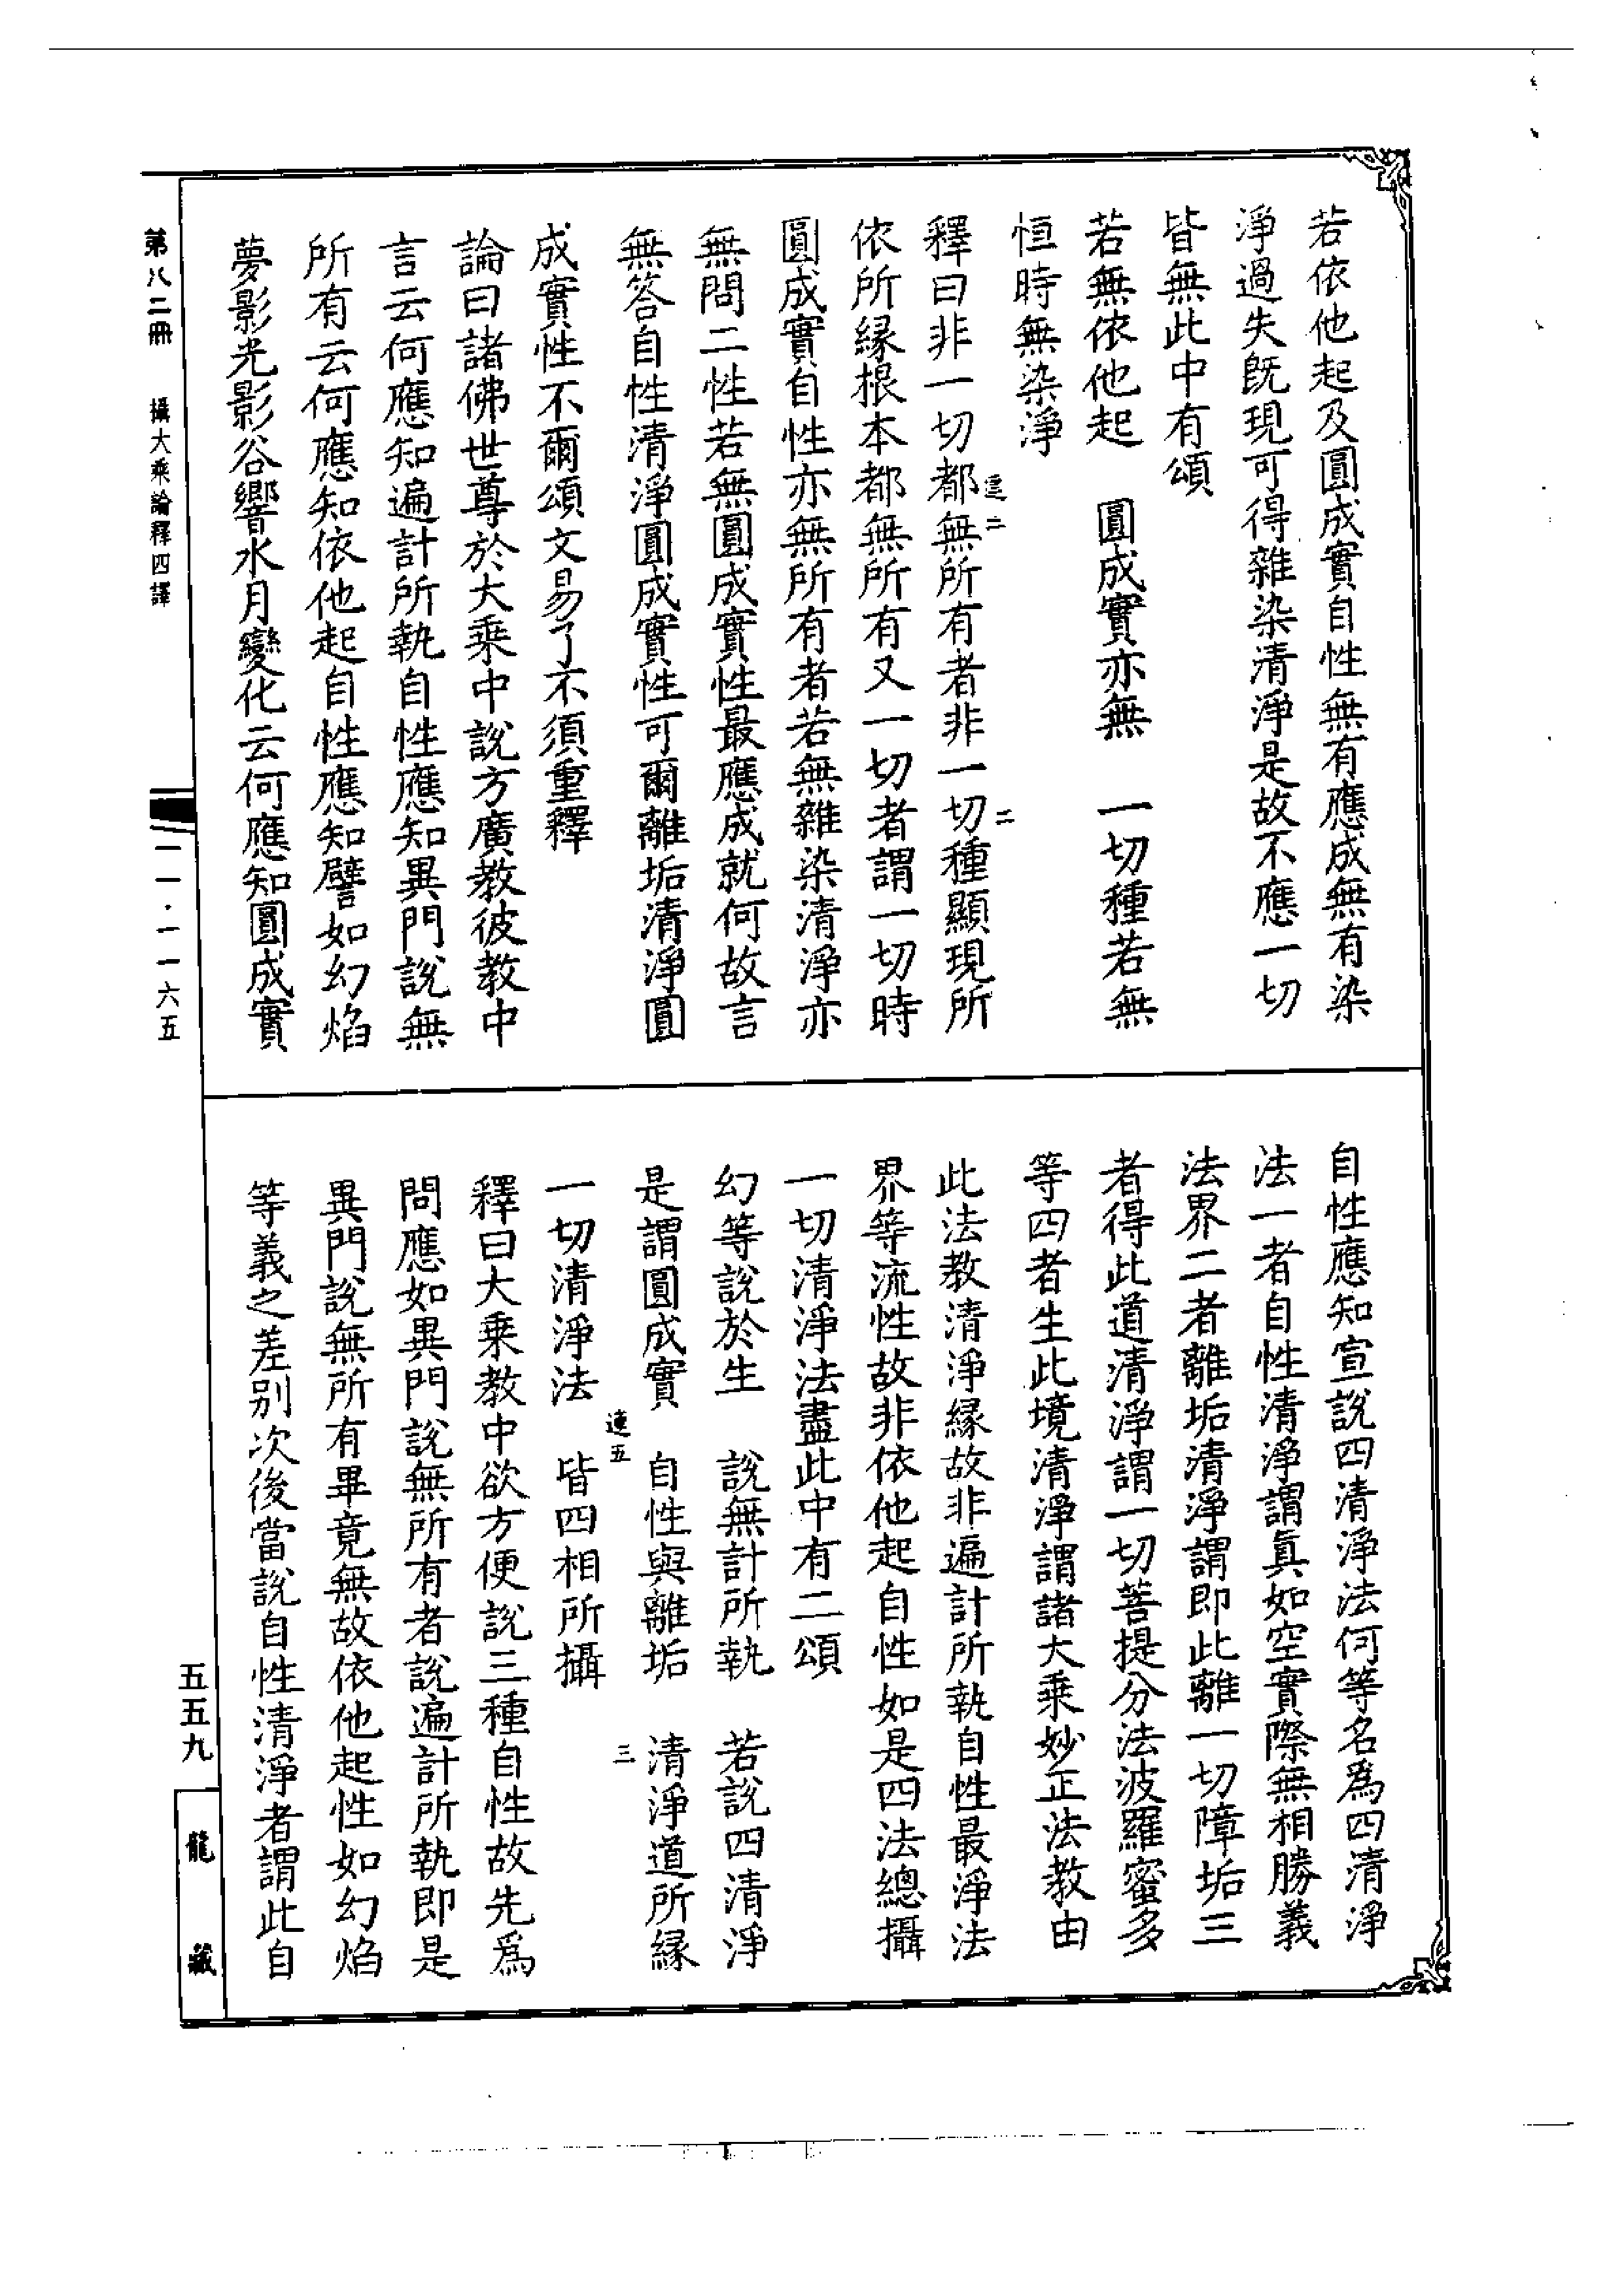 若依他起及圓成實自性無有應成無有染
淨過失既現可得雜染清淨是故不應一切
皆無此中有頌
若無依他起　圓成實亦無　一切種若無
恒時無染淨
釋曰非一切都無所有者非一切種顯現所
二
二
依所緣根本都無所有又一切者謂一切時
圓成實自性亦無所有者若無雜染清淨亦
無問二性若無圓成實性最應成就何故言
無答自性清淨圓成實性可爾離垢清淨圓
成實性不爾頌文易了不須重釋
論曰諸佛世尊於大乘中說方廣教彼教中
言云何應知遍計所執自性應知異門說無
所有云何應知依他起自性應知譬如幻焰
夢影光影谷響水月變化云何應知圓成實
自性應知宣說四清淨法何等名為四清淨
法一者自性清淨謂真如空實際無相勝義
法界二者離垢清淨謂即此離一切障垢三
者得此道清淨謂一切菩提分法波羅蜜多
等四者生此境清淨謂諸大乘妙正法教由
此法教清淨緣故非遍計所執自性最淨法
界等流性故非依他起自性如是四法總攝
一切清淨法盡此中有二頌
幻等說於生　說無計所執　若說四清淨
是謂圓成實　自性與離垢　清淨道所緣
一切清淨法　皆四相所攝
五
三
釋曰大乘教中欲方便說三種自性故先為
問應如異門說無所有者說遍計所執即是
異門說無所有畢竟無故依他起性如幻焰
等義之差別次後當說自性清淨者謂此自
第八二冊　攝大乘論釋四譯
一一一·一一六五
五五九
龍藏